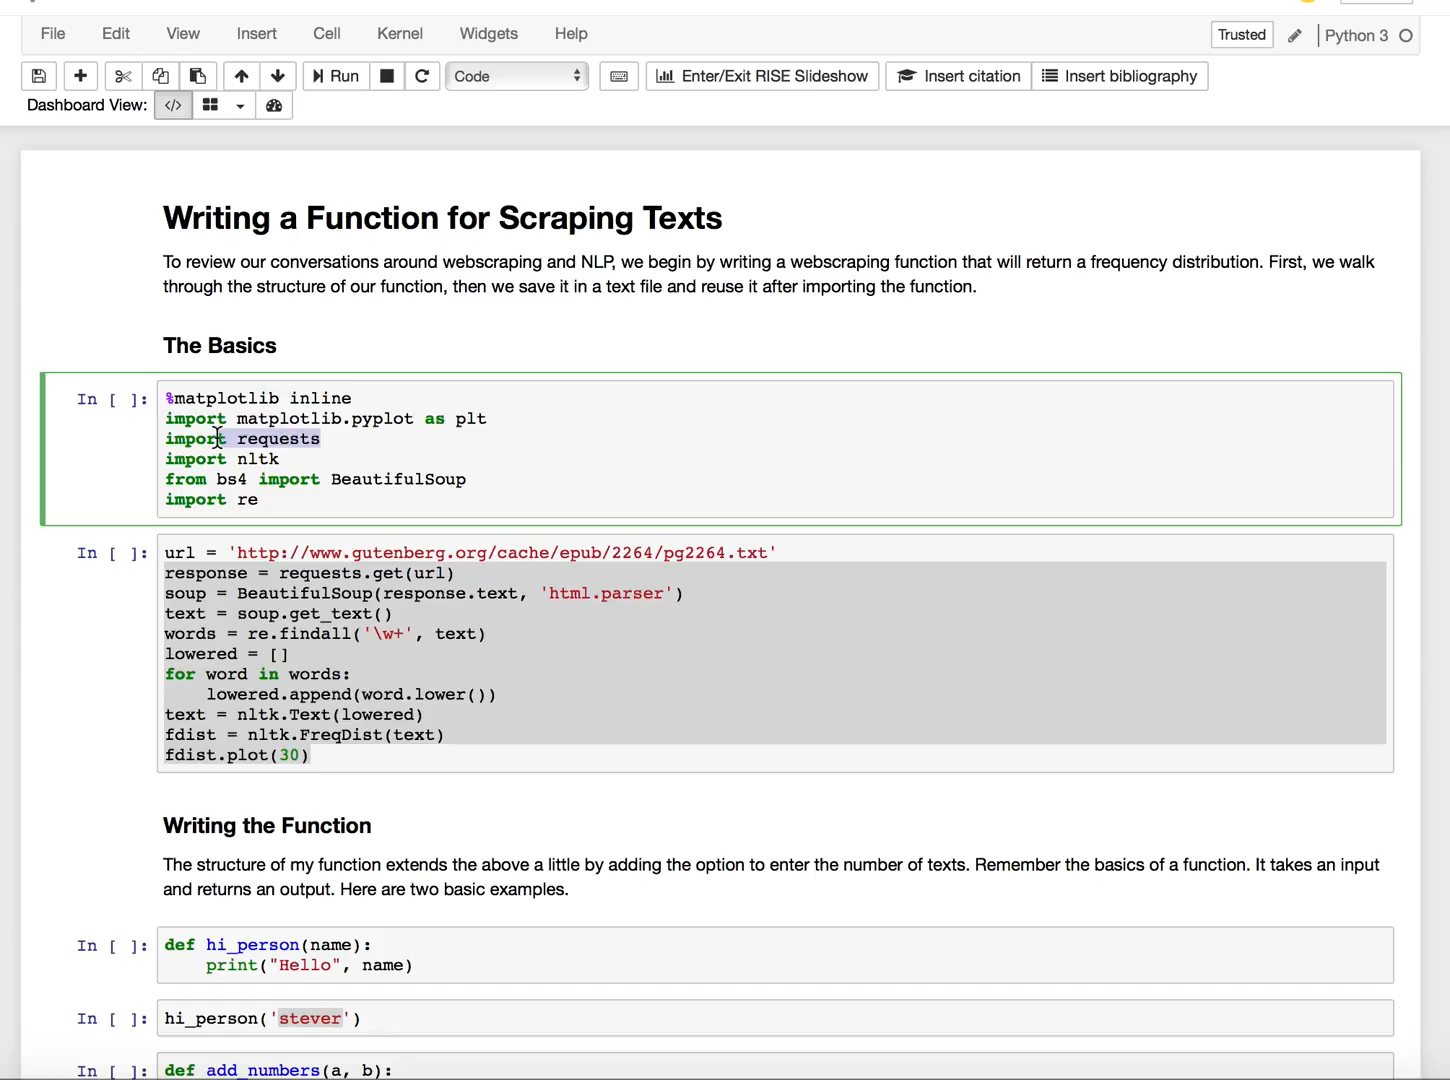 File Edit View Insert Cell Kernel Widgets Help Trusted Python 3
Run Code Enter/Exit RISE Slideshow Insert citation Insert bibliography
Dashboard View: </>
Writing a Function for Scraping Texts
To review our conversations around webscraping and NLP, we begin by writing a webscraping function that will return a frequency distribution. First, we walk
through the structure of our function, then we save it in a text file and reuse it after importing the function.
The Basics
In [ ]: %matplotlib inline
import matplotlib.pyplot as plt
import requests
import nltk
from bs4 import BeautifulSoup
import re
In [ ]: url = 'http://www.gutenberg.org/cache/epub/2264/pg2264.txt'
response = requests.get(url)
soup = BeautifulSoup(response.text, 'html.parser')
text = soup.get_text()
words = re.findall('\w+', text)
lowered = []
for word in words:
    lowered.append(word.lower())
text = nltk.Text(lowered)
fdist = nltk.FreqDist(text)
fdist.plot(30)
Writing the Function
The structure of my function extends the above a little by adding the option to enter the number of texts. Remember the basics of a function. It takes an input
and returns an output. Here are two basic examples.
In [ ]: def hi_person(name):
    print("Hello", name)
In [ ]: hi_person('stever')
In [ ]: def add_numbers(a, b):